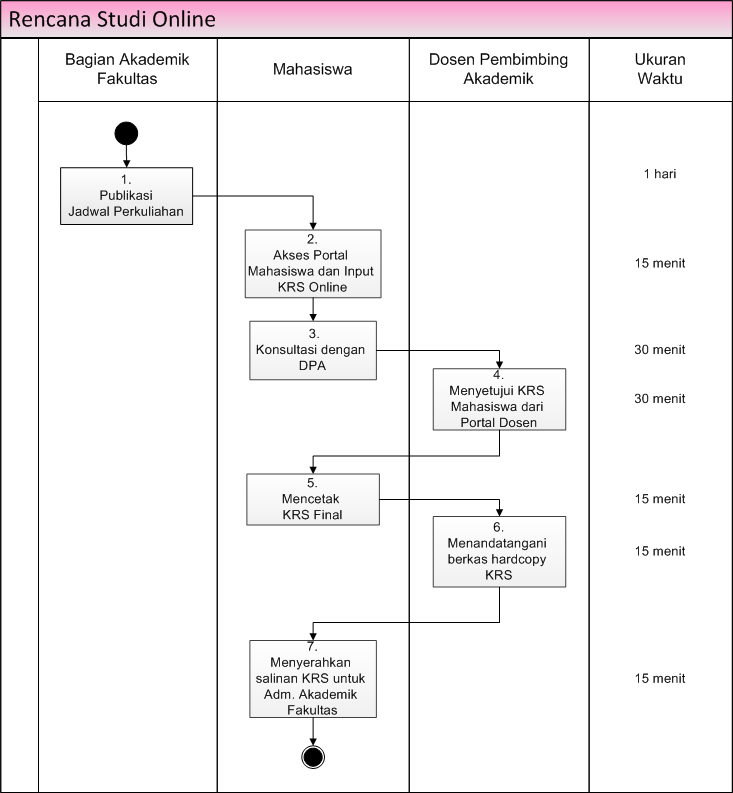 Rencana Studi Online
Bagian Akademik
Fakultas
Mahasiswa
Dosen Pembimbing
Akademik
Ukuran
Waktu
1.
Publikasi
Jadwal Perkuliahan
1 hari
2.
Akses Portal
Mahasiswa dan Input
KRS Online
15 menit
3.
Konsultasi dengan
DPA
30 menit
4.
Menyetujui KRS
Mahasiswa dari
Portal Dosen
30 menit
5.
Mencetak
KRS Final
15 menit
6.
Menandatangani
berkas hardcopy
KRS
15 menit
7.
Menyerahkan
salinan KRS untuk
Adm. Akademik
Fakultas
15 menit